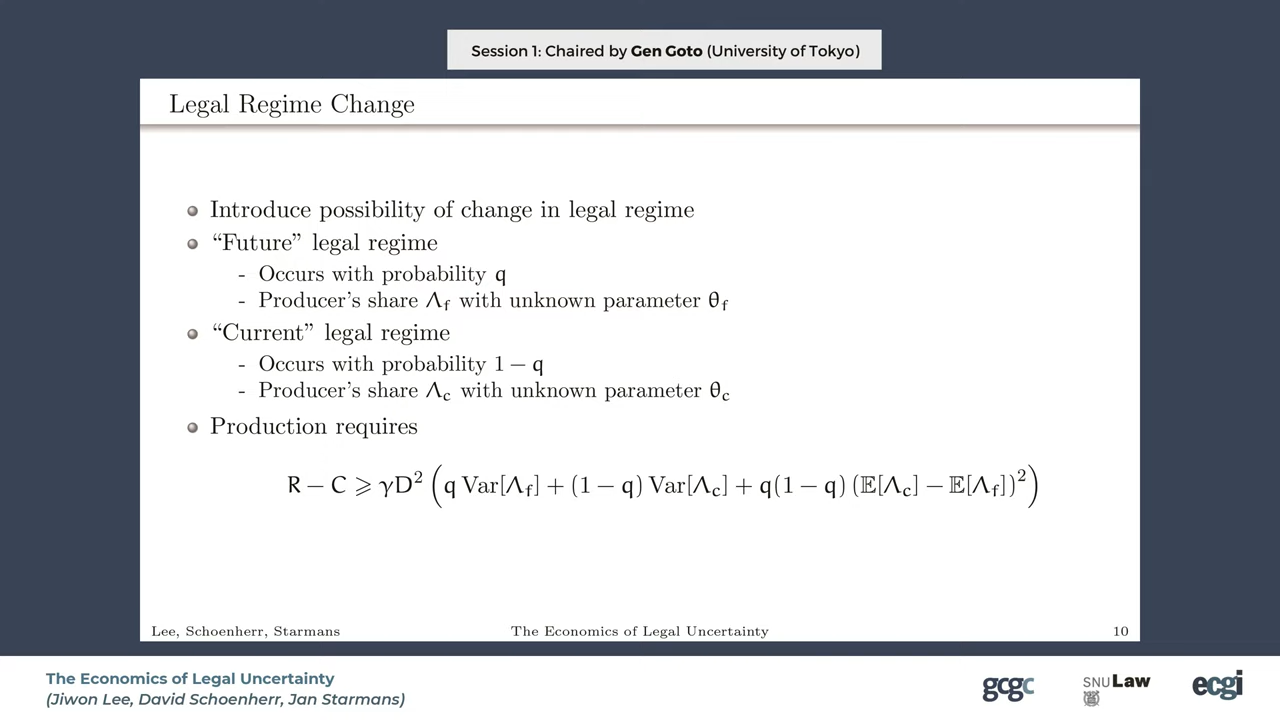 Session 1: Chaired by Gen Goto (University of Tokyo)
Legal Regime Change
Introduce possibility of change in legal regime
“Future” legal regime
- Occurs with probability q
- Producer’s share Λ_f with unknown parameter θ_f
“Current” legal regime
- Occurs with probability 1 − q
- Producer’s share Λ_c with unknown parameter θ_c
Production requires
R − C ⩾ γD² (q Var[Λ_f] + (1 − q) Var[Λ_c] + q(1 − q) (𝔼[Λ_c] − 𝔼[Λ_f])²)
Lee, Schoenherr, Starmans The Economics of Legal Uncertainty 10
The Economics of Legal Uncertainty
(Jiwon Lee, David Schoenherr, Jan Starmans)
gcgc SNU Law ecgi